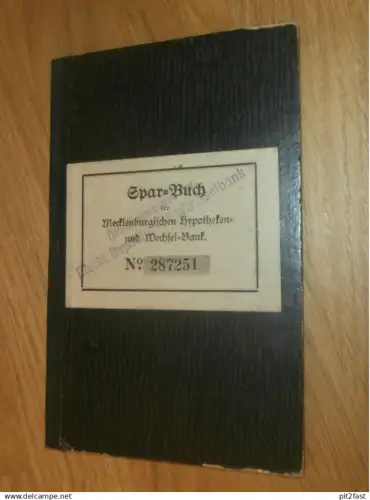 Spar=Buch
der
Mecklenburgischen Hypotheken-
und Wechsel-Bank.
No. 287251
www.delcampe.net
pit2fast